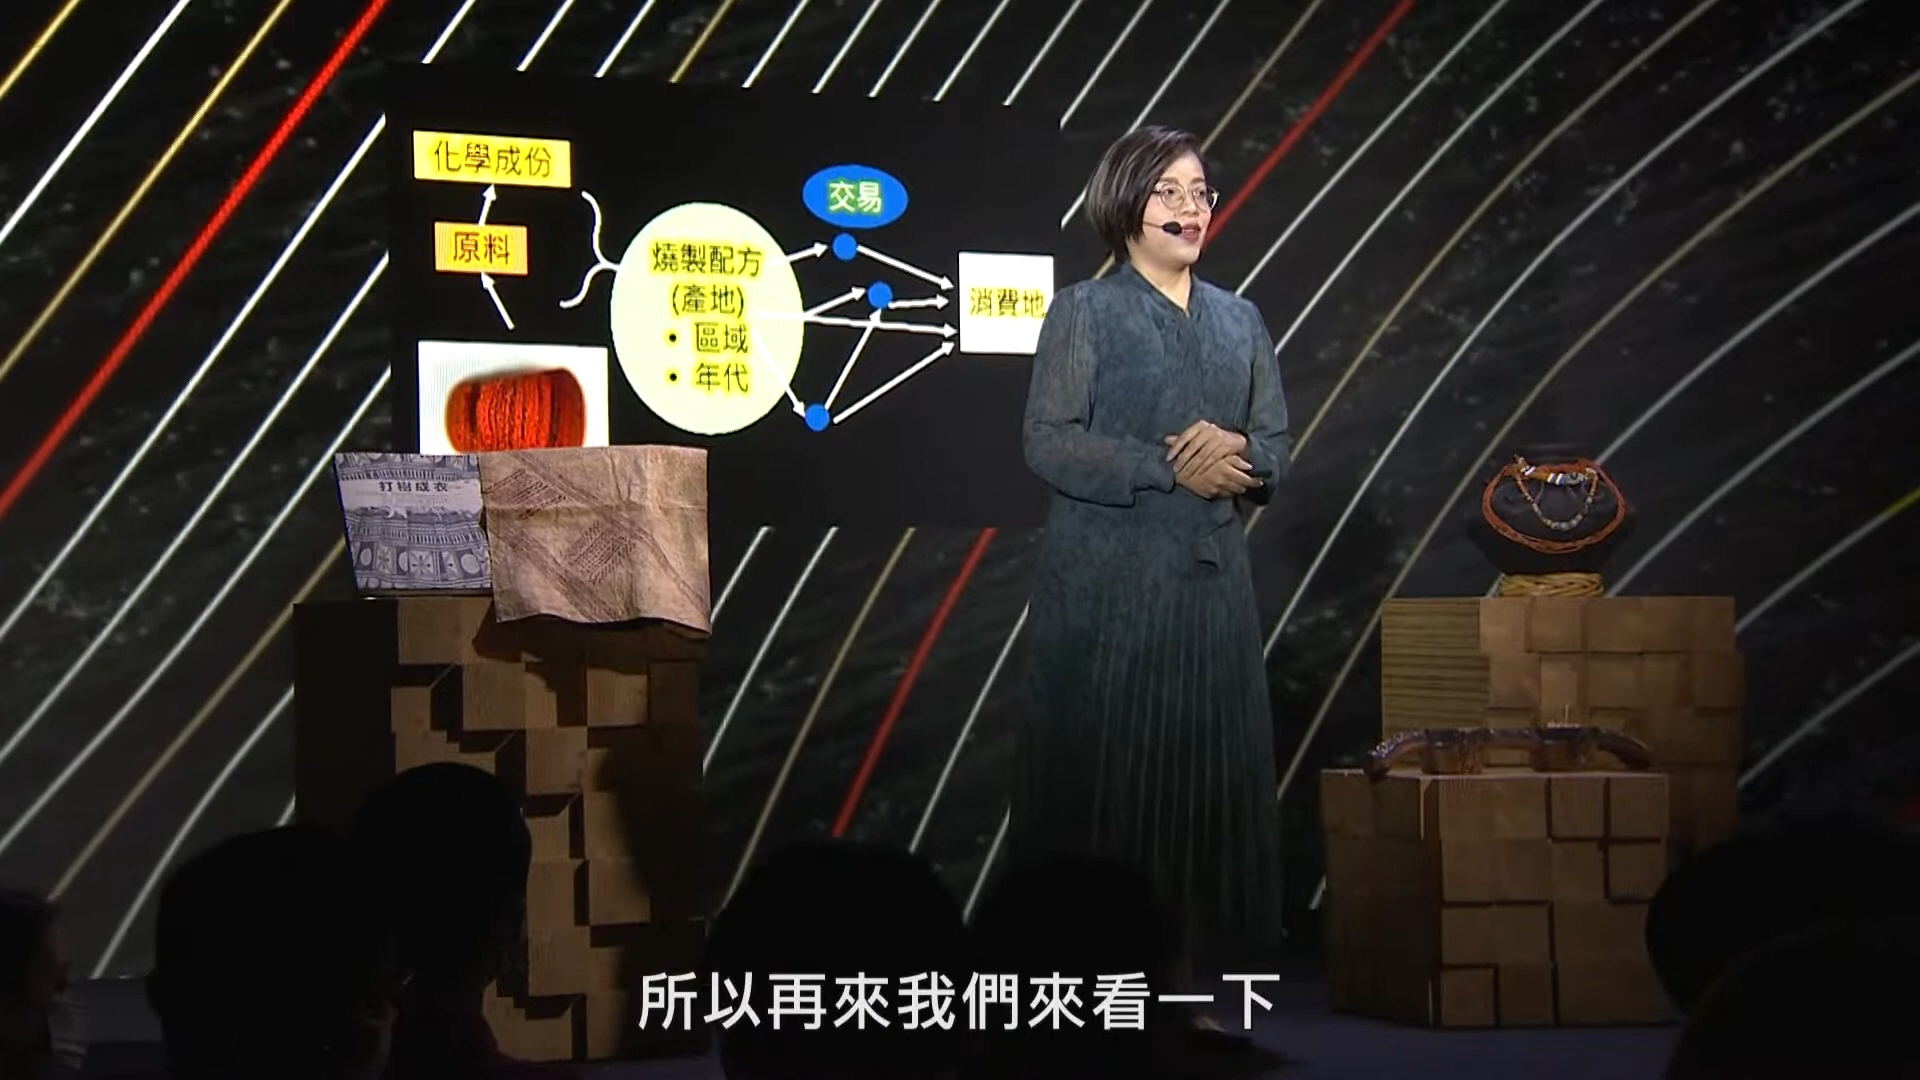 化學成份
原料
燒製配方
(產地)
• 區域
• 年代
交易
消費地
打樹成衣
所以再來我們來看一下